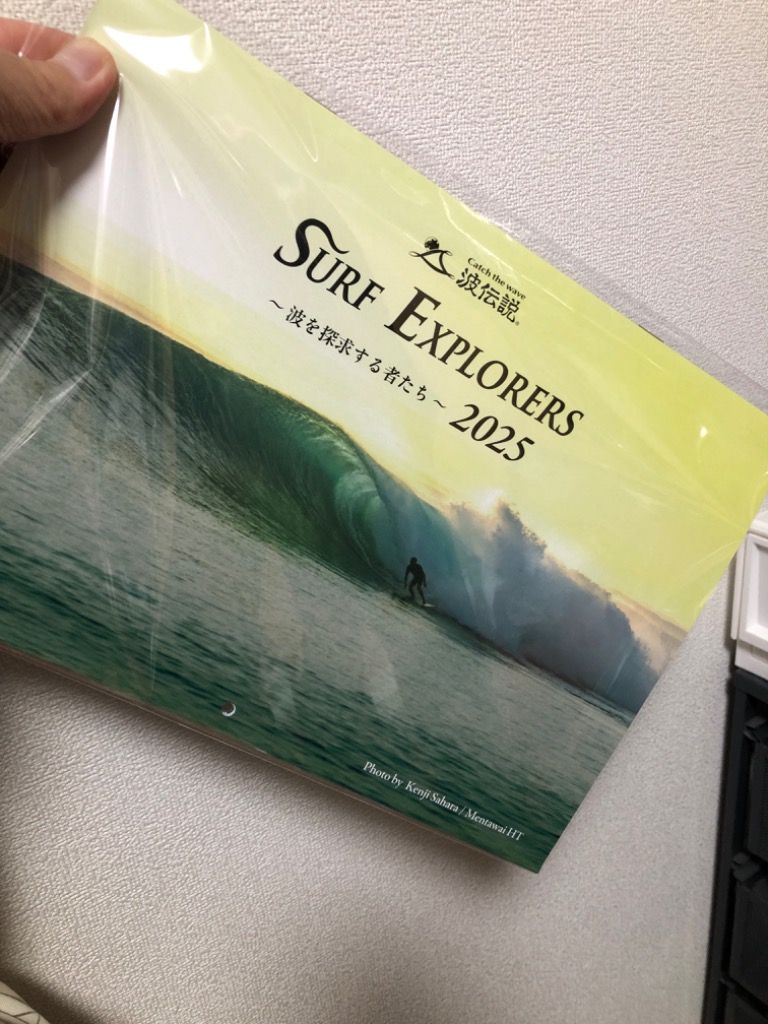 Catch the wave
波伝説®
SURF EXPLORERS
～波を探求する者たち～ 2025
Photo by Kenji Sahara / Mentawai HT